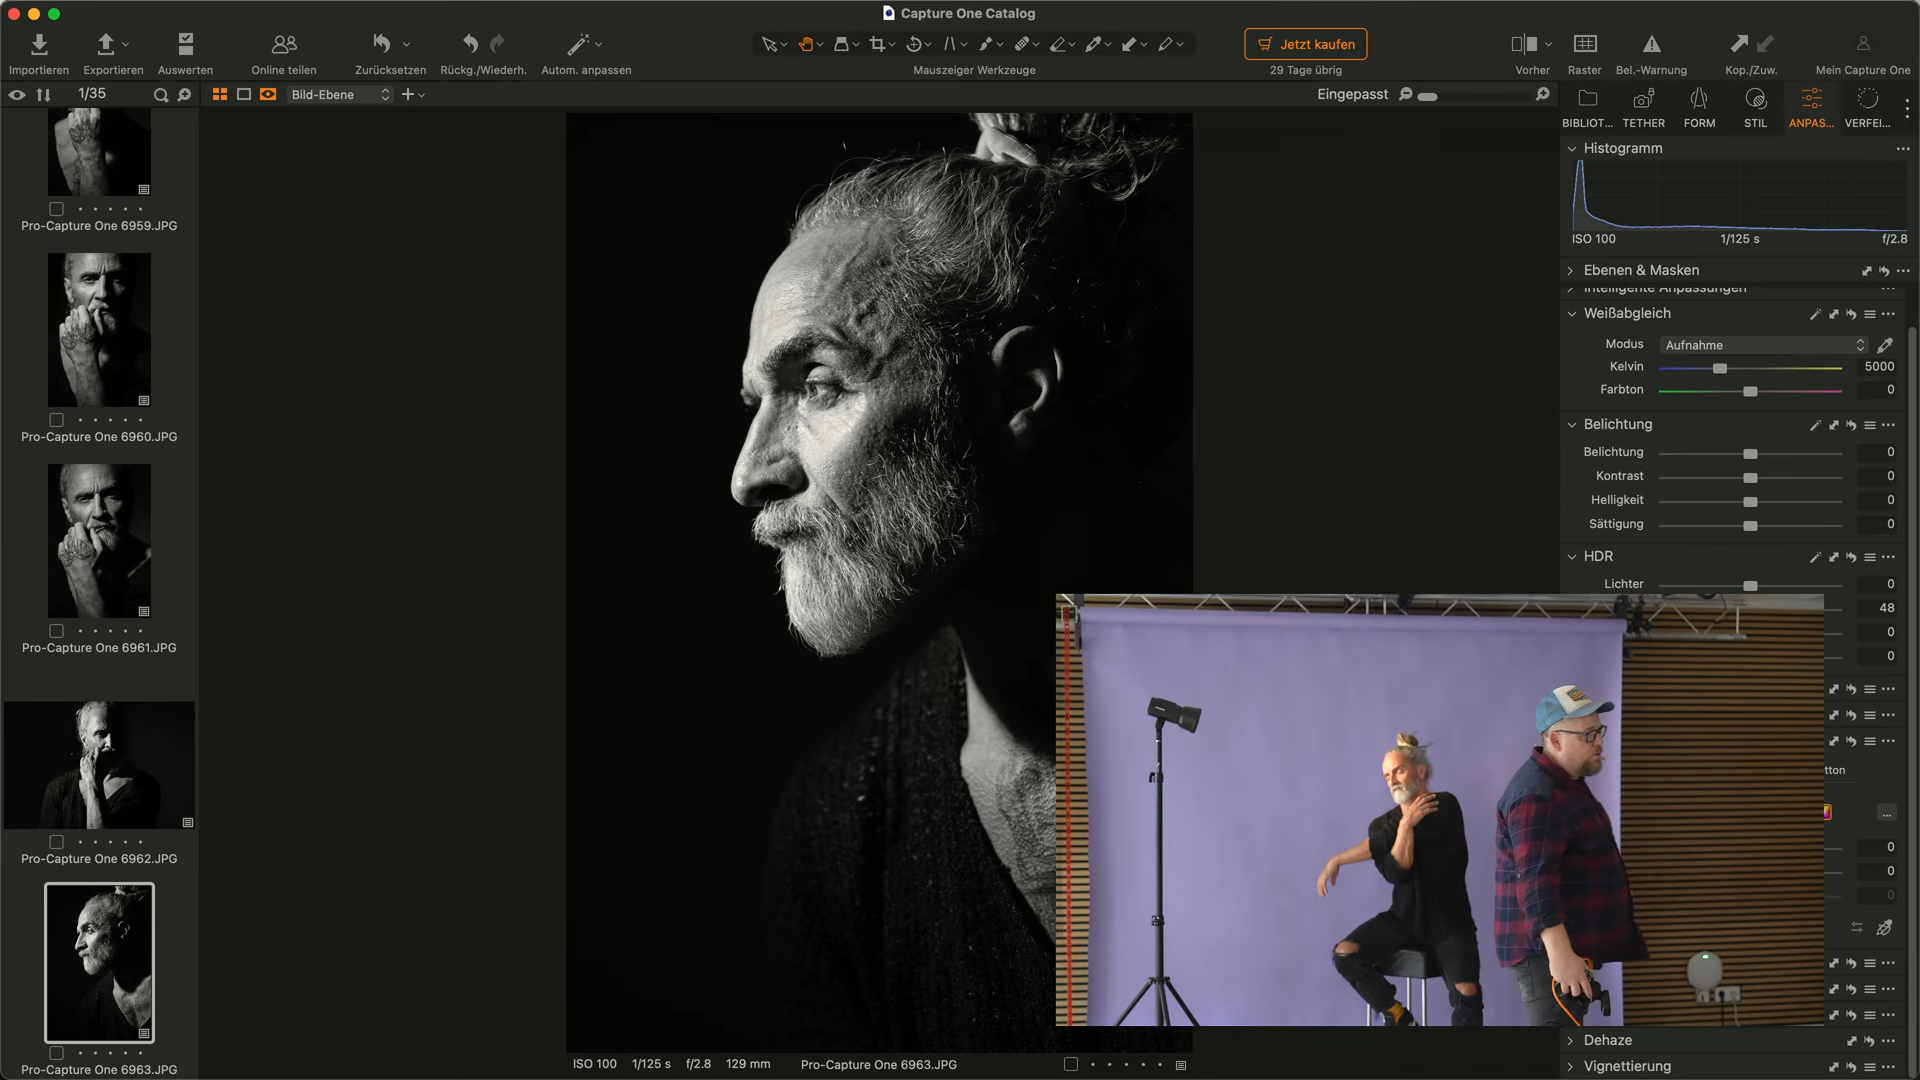 Capture One Catalog
Importieren
Exportieren
Auswerten
Online teilen
Zurücksetzen
Rückg./Wiederh.
Autom. anpassen
Mauszeiger Werkzeuge
Jetzt kaufen
29 Tage übrig
Vorher
Raster
Bel.-Warnung
Kop./Zuw.
Mein Capture One
1/35
Bild-Ebene
Eingepasst
BIBLIOT...
TETHER
FORM
STIL
ANPAS...
VERFEI...
Histogramm
ISO 100
1/125 s
f/2.8
Ebenen & Masken
Intelligente Anpassungen
Weißabgleich
Modus
Aufnahme
Kelvin
5000
Farbton
0
Belichtung
Belichtung
0
Kontrast
0
Helligkeit
0
Sättigung
0
HDR
Lichter
0
48
0
0
tton
...
0
0
0
Dehaze
Vignettierung
Pro-Capture One 6959.JPG
Pro-Capture One 6960.JPG
Pro-Capture One 6961.JPG
Pro-Capture One 6962.JPG
Pro-Capture One 6963.JPG
ISO 100 1/125 s f/2.8 129 mm Pro-Capture One 6963.JPG